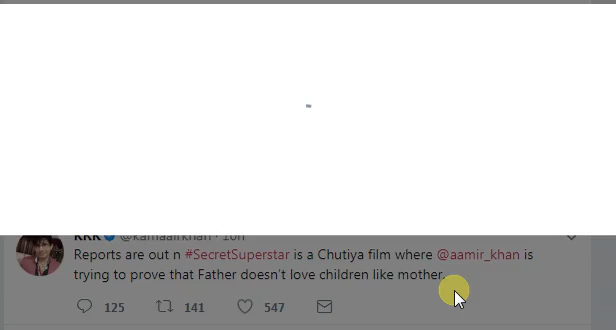 KRK @kamaalrkhan · 10h
Reports are out n #SecretSuperstar is a Chutiya film where @aamir_khan is
trying to prove that Father doesn't love children like mother.
125 141 547